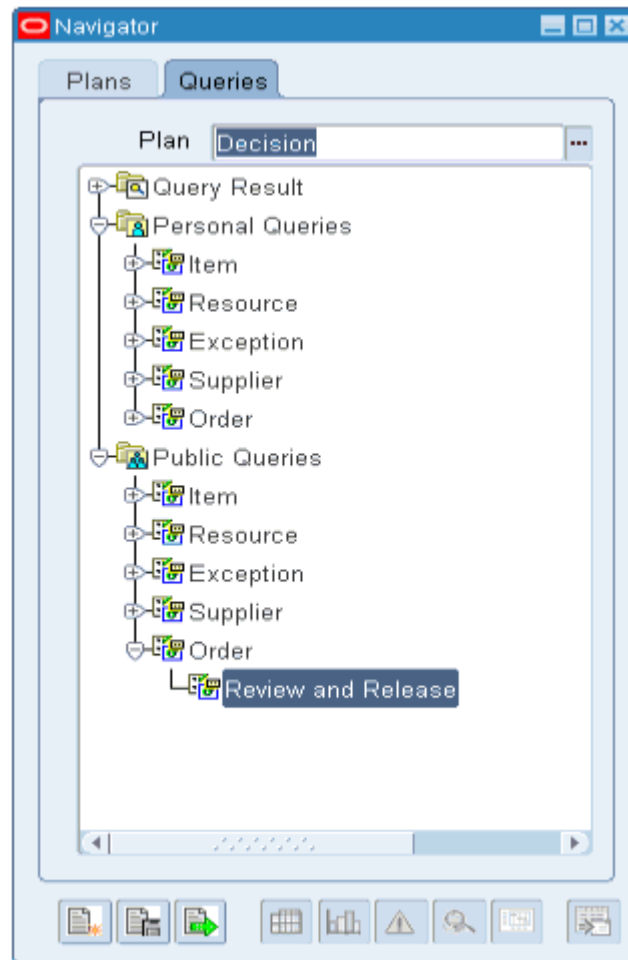 Navigator
Plans Queries
Plan Decision
Query Result
Personal Queries
Item
Resource
Exception
Supplier
Order
Public Queries
Item
Resource
Exception
Supplier
Order
Review and Release